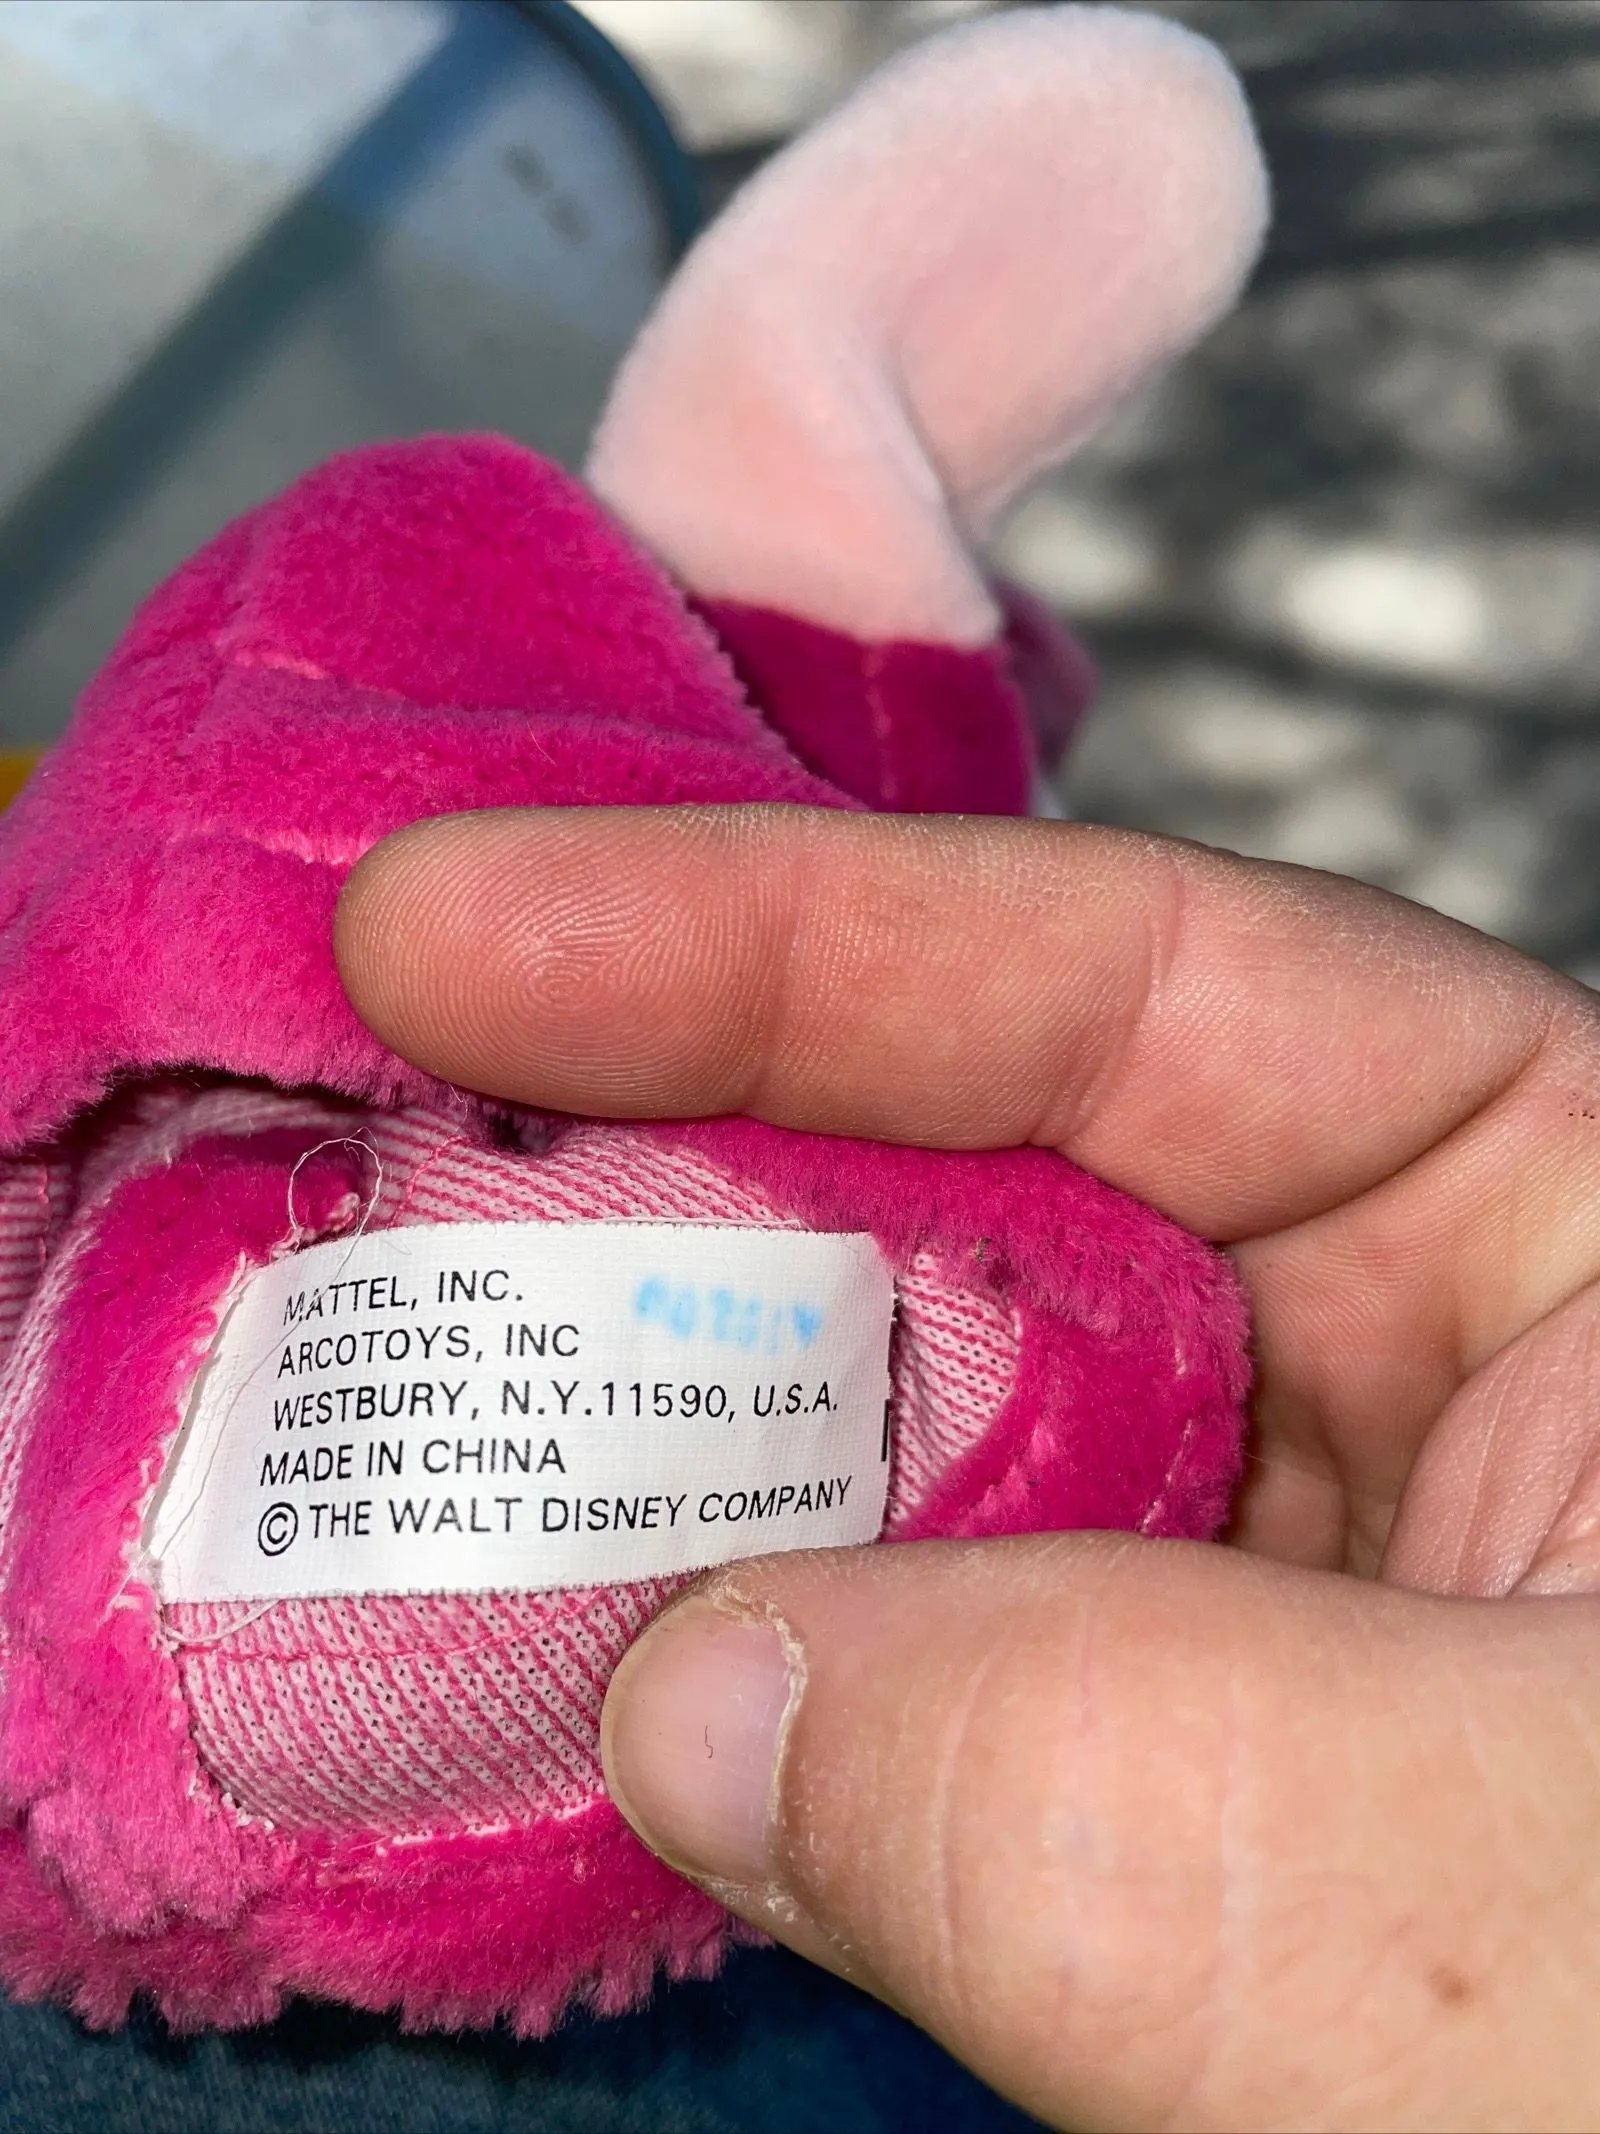 MATTEL, INC.
ARCOTOYS, INC
WESTBURY, N.Y.11590, U.S.A.
MADE IN CHINA
© THE WALT DISNEY COMPANY